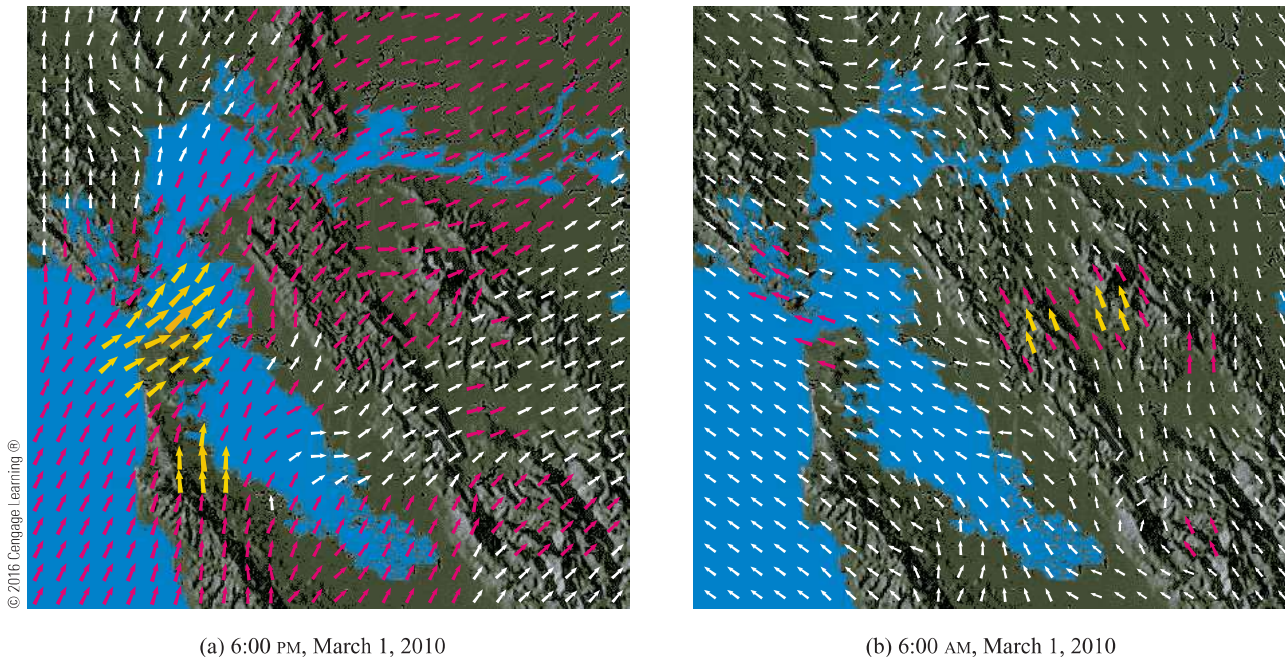 © 2016 Cengage Learning ®
(a) 6:00 PM, March 1, 2010
(b) 6:00 AM, March 1, 2010